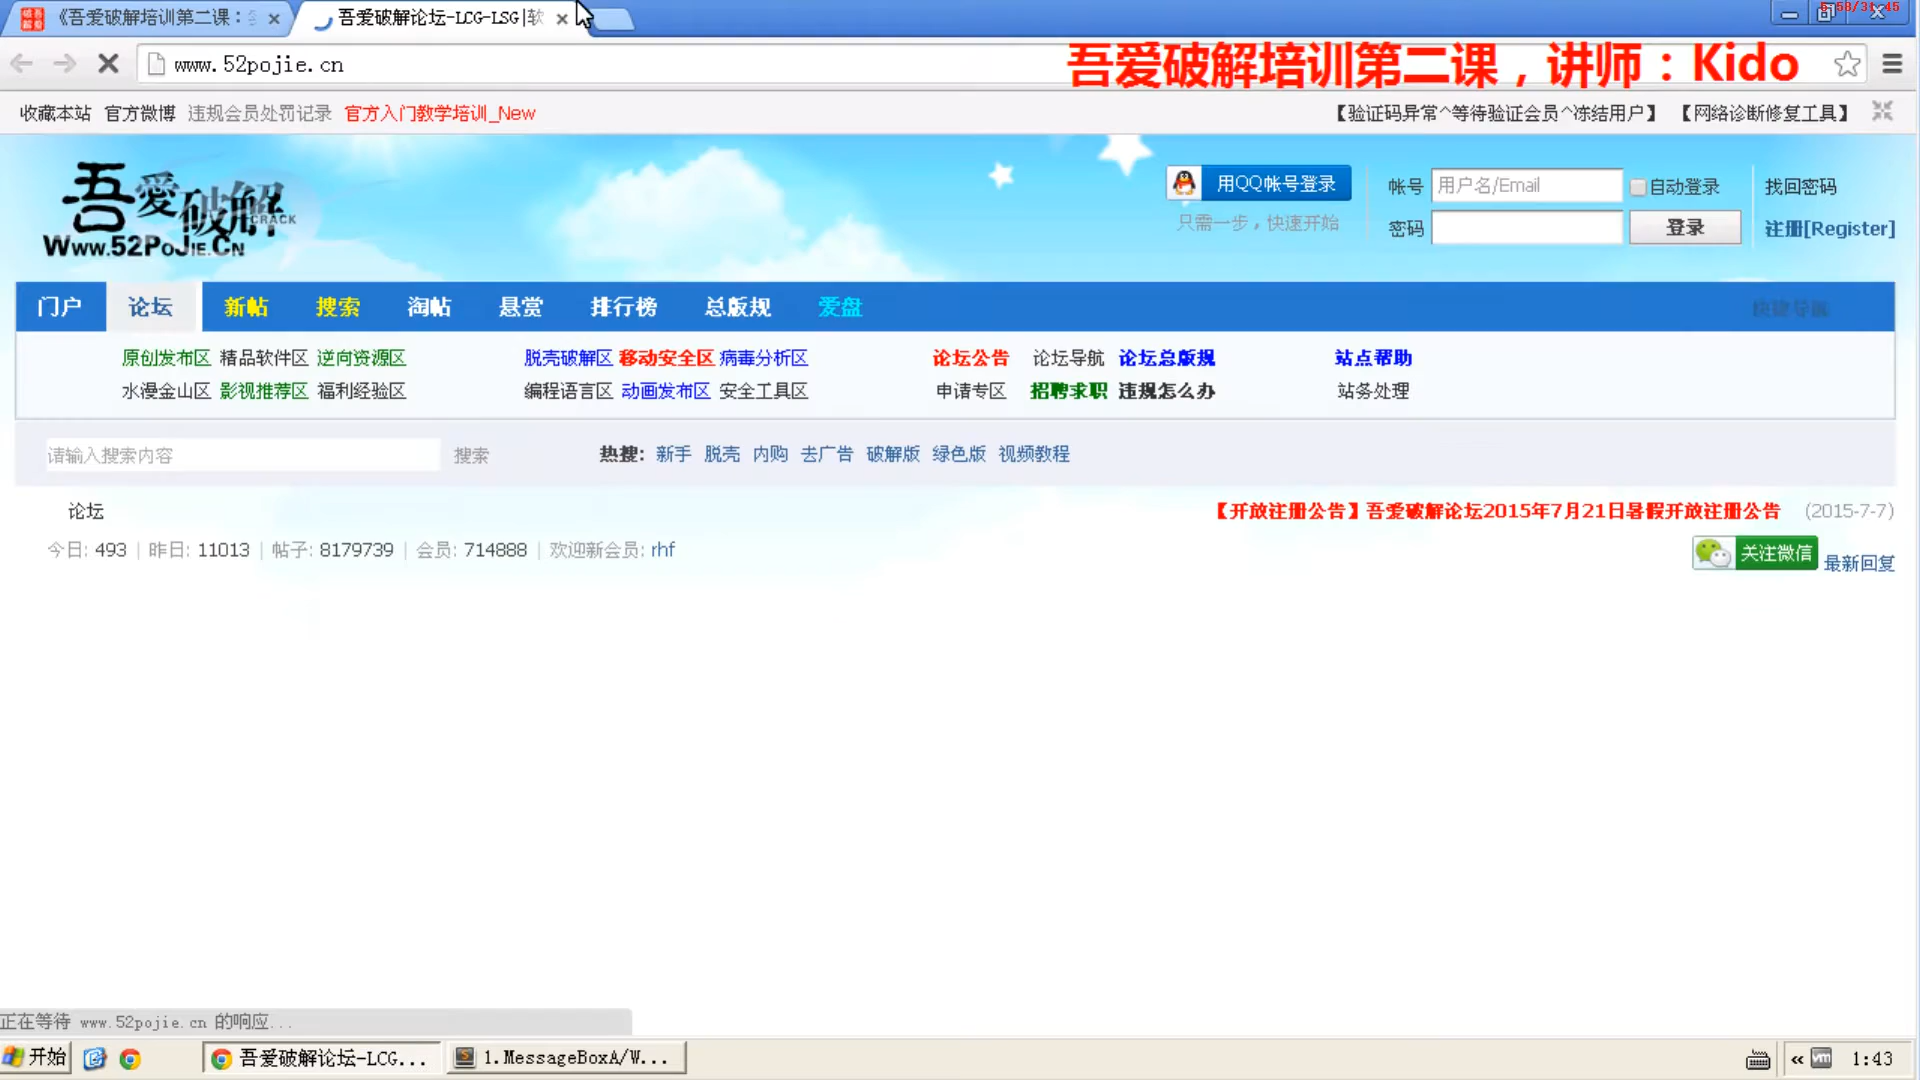 《吾爱破解培训第二课：
吾爱破解论坛-LCG-LSG|软
www.52pojie.cn
吾爱破解培训第二课，讲师：Kido
收藏本站 官方微博 违规会员处罚记录 官方入门教学培训_New
【验证码异常^等待验证会员^冻结用户】 【网络诊断修复工具】
吾爱破解
CRACK
Www.52PoJie.Cn
用QQ帐号登录
只需一步，快速开始
帐号 用户名/Email 自动登录 找回密码
密码 登录 注册[Register]
门户 论坛 新帖 搜索 淘帖 悬赏 排行榜 总版规 爱盘 快捷导航
原创发布区 精品软件区 逆向资源区 脱壳破解区 移动安全区 病毒分析区 论坛公告 论坛导航 论坛总版规 站点帮助
水漫金山区 影视推荐区 福利经验区 编程语言区 动画发布区 安全工具区 申请专区 招聘求职 违规怎么办 站务处理
请输入搜索内容 搜索 热搜： 新手 脱壳 内购 去广告 破解版 绿色版 视频教程
论坛
【开放注册公告】吾爱破解论坛2015年7月21日暑假开放注册公告 (2015-7-7)
今日: 493 | 昨日: 11013 | 帖子: 8179739 | 会员: 714888 | 欢迎新会员: rhf
关注微信 最新回复
正在等待 www.52pojie.cn 的响应...
开始 吾爱破解论坛-LCG... 1.MessageBoxA/W... « vm 1:43